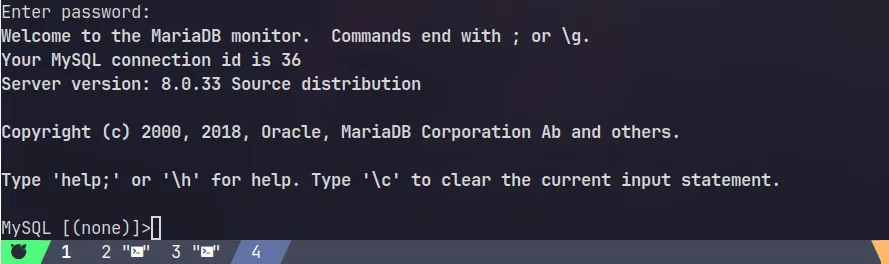 Enter password:
Welcome to the MariaDB monitor.  Commands end with ; or \g.
Your MySQL connection id is 36
Server version: 8.0.33 Source distribution
Copyright (c) 2000, 2018, Oracle, MariaDB Corporation Ab and others.
Type 'help;' or '\h' for help. Type '\c' to clear the current input statement.
MySQL [(none)]>
1 2 "" 3 "" 4